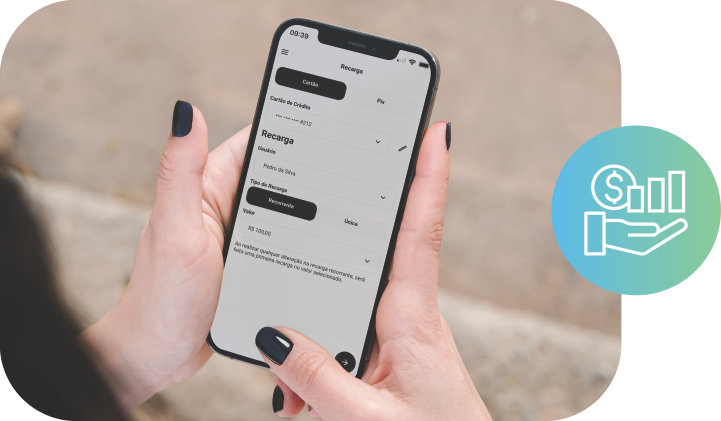 09:39
Recarga
Cartão
Pix
Cartão de Crédito
•••• •••• •••• 4212
Recarga
Usuário
Pedro da Silva
Tipo de Recarga
Recorrente
Única
Valor
R$ 100,00
Ao realizar qualquer alteração na recarga recorrente, será
feita uma primeira recarga no valor selecionado.
$